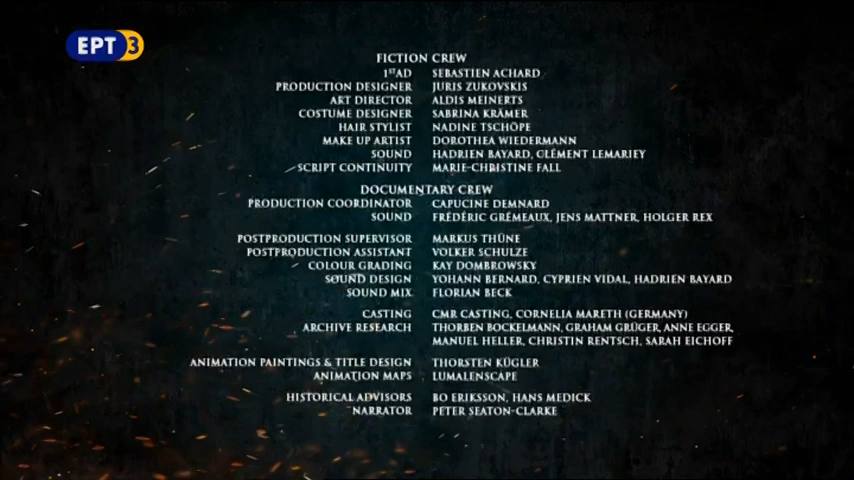 ΕΡΤ3
FICTION CREW
1ST AD SEBASTIEN ACHARD
PRODUCTION DESIGNER JURIS ZUKOVSKIS
ART DIRECTOR ALDIS MEINERTS
COSTUME DESIGNER SABRINA KRÄMER
HAIR STYLIST NADINE TSCHÖPE
MAKE UP ARTIST DOROTHEA WIEDERMANN
SOUND HADRIEN BAYARD, CLÉMENT LEMARIEY
SCRIPT CONTINUITY MARIE-CHRISTINE FALL
DOCUMENTARY CREW
PRODUCTION COORDINATOR CAPUCINE DEMNARD
SOUND FRÉDÉRIC GRÉMEAUX, JENS MATTNER, HOLGER REX
POSTPRODUCTION SUPERVISOR MARKUS THÜNE
POSTPRODUCTION ASSISTANT VOLKER SCHULZE
COLOUR GRADING KAY DOMBROWSKY
SOUND DESIGN YOHANN BERNARD, CYPRIEN VIDAL, HADRIEN BAYARD
SOUND MIX FLORIAN BECK
CASTING CMR CASTING, CORNELIA MARETH (GERMANY)
ARCHIVE RESEARCH THORBEN BOCKELMANN, GRAHAM GRÜGER, ANNE EGGER,
MANUEL HELLER, CHRISTIN RENTSCH, SARAH EICHOFF
ANIMATION PAINTINGS & TITLE DESIGN THORSTEN KÜGLER
ANIMATION MAPS LUMALENSCAPE
HISTORICAL ADVISORS BO ERIKSSON, HANS MEDICK
NARRATOR PETER SEATON-CLARKE